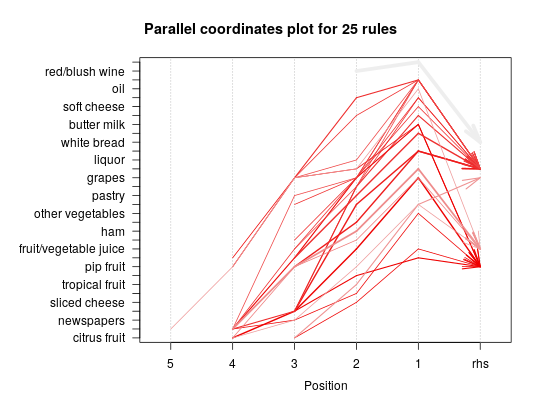 Parallel coordinates plot for 25 rules
red/blush wine
oil
soft cheese
butter milk
white bread
liquor
grapes
pastry
other vegetables
ham
fruit/vegetable juice
pip fruit
tropical fruit
sliced cheese
newspapers
citrus fruit
5 4 3 2 1 rhs
Position